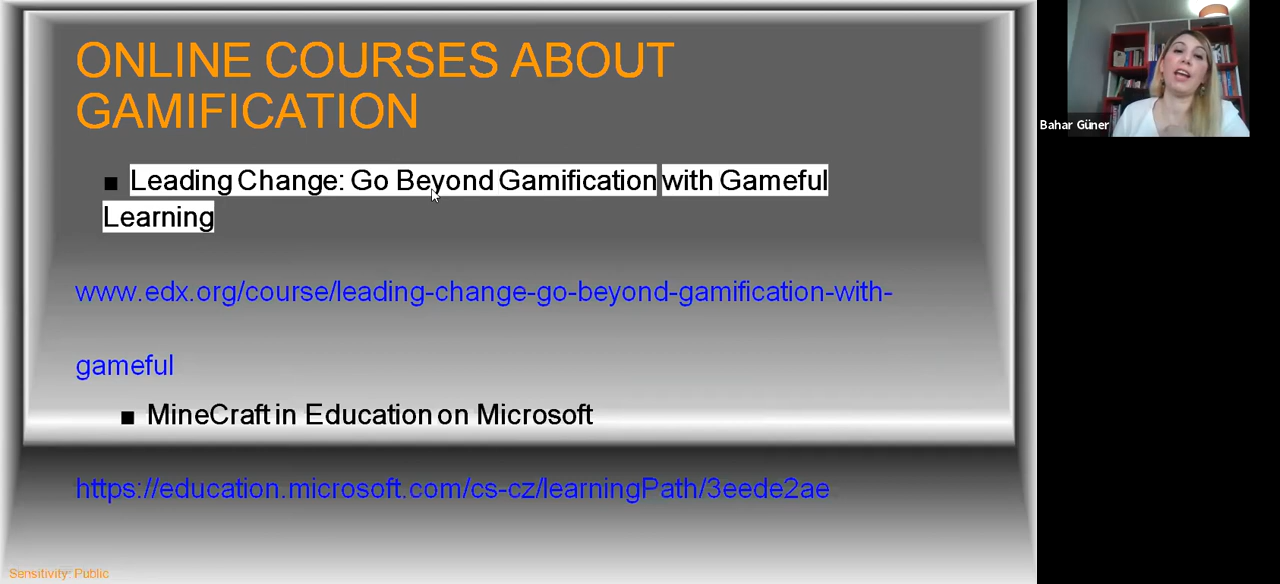 ONLINE COURSES ABOUT
GAMIFICATION
■ Leading Change: Go Beyond Gamification with Gameful
Learning
www.edx.org/course/leading-change-go-beyond-gamification-with-
gameful
■ MineCraft in Education on Microsoft
https://education.microsoft.com/cs-cz/learningPath/3eede2ae
Sensitivity: Public
Bahar Güner